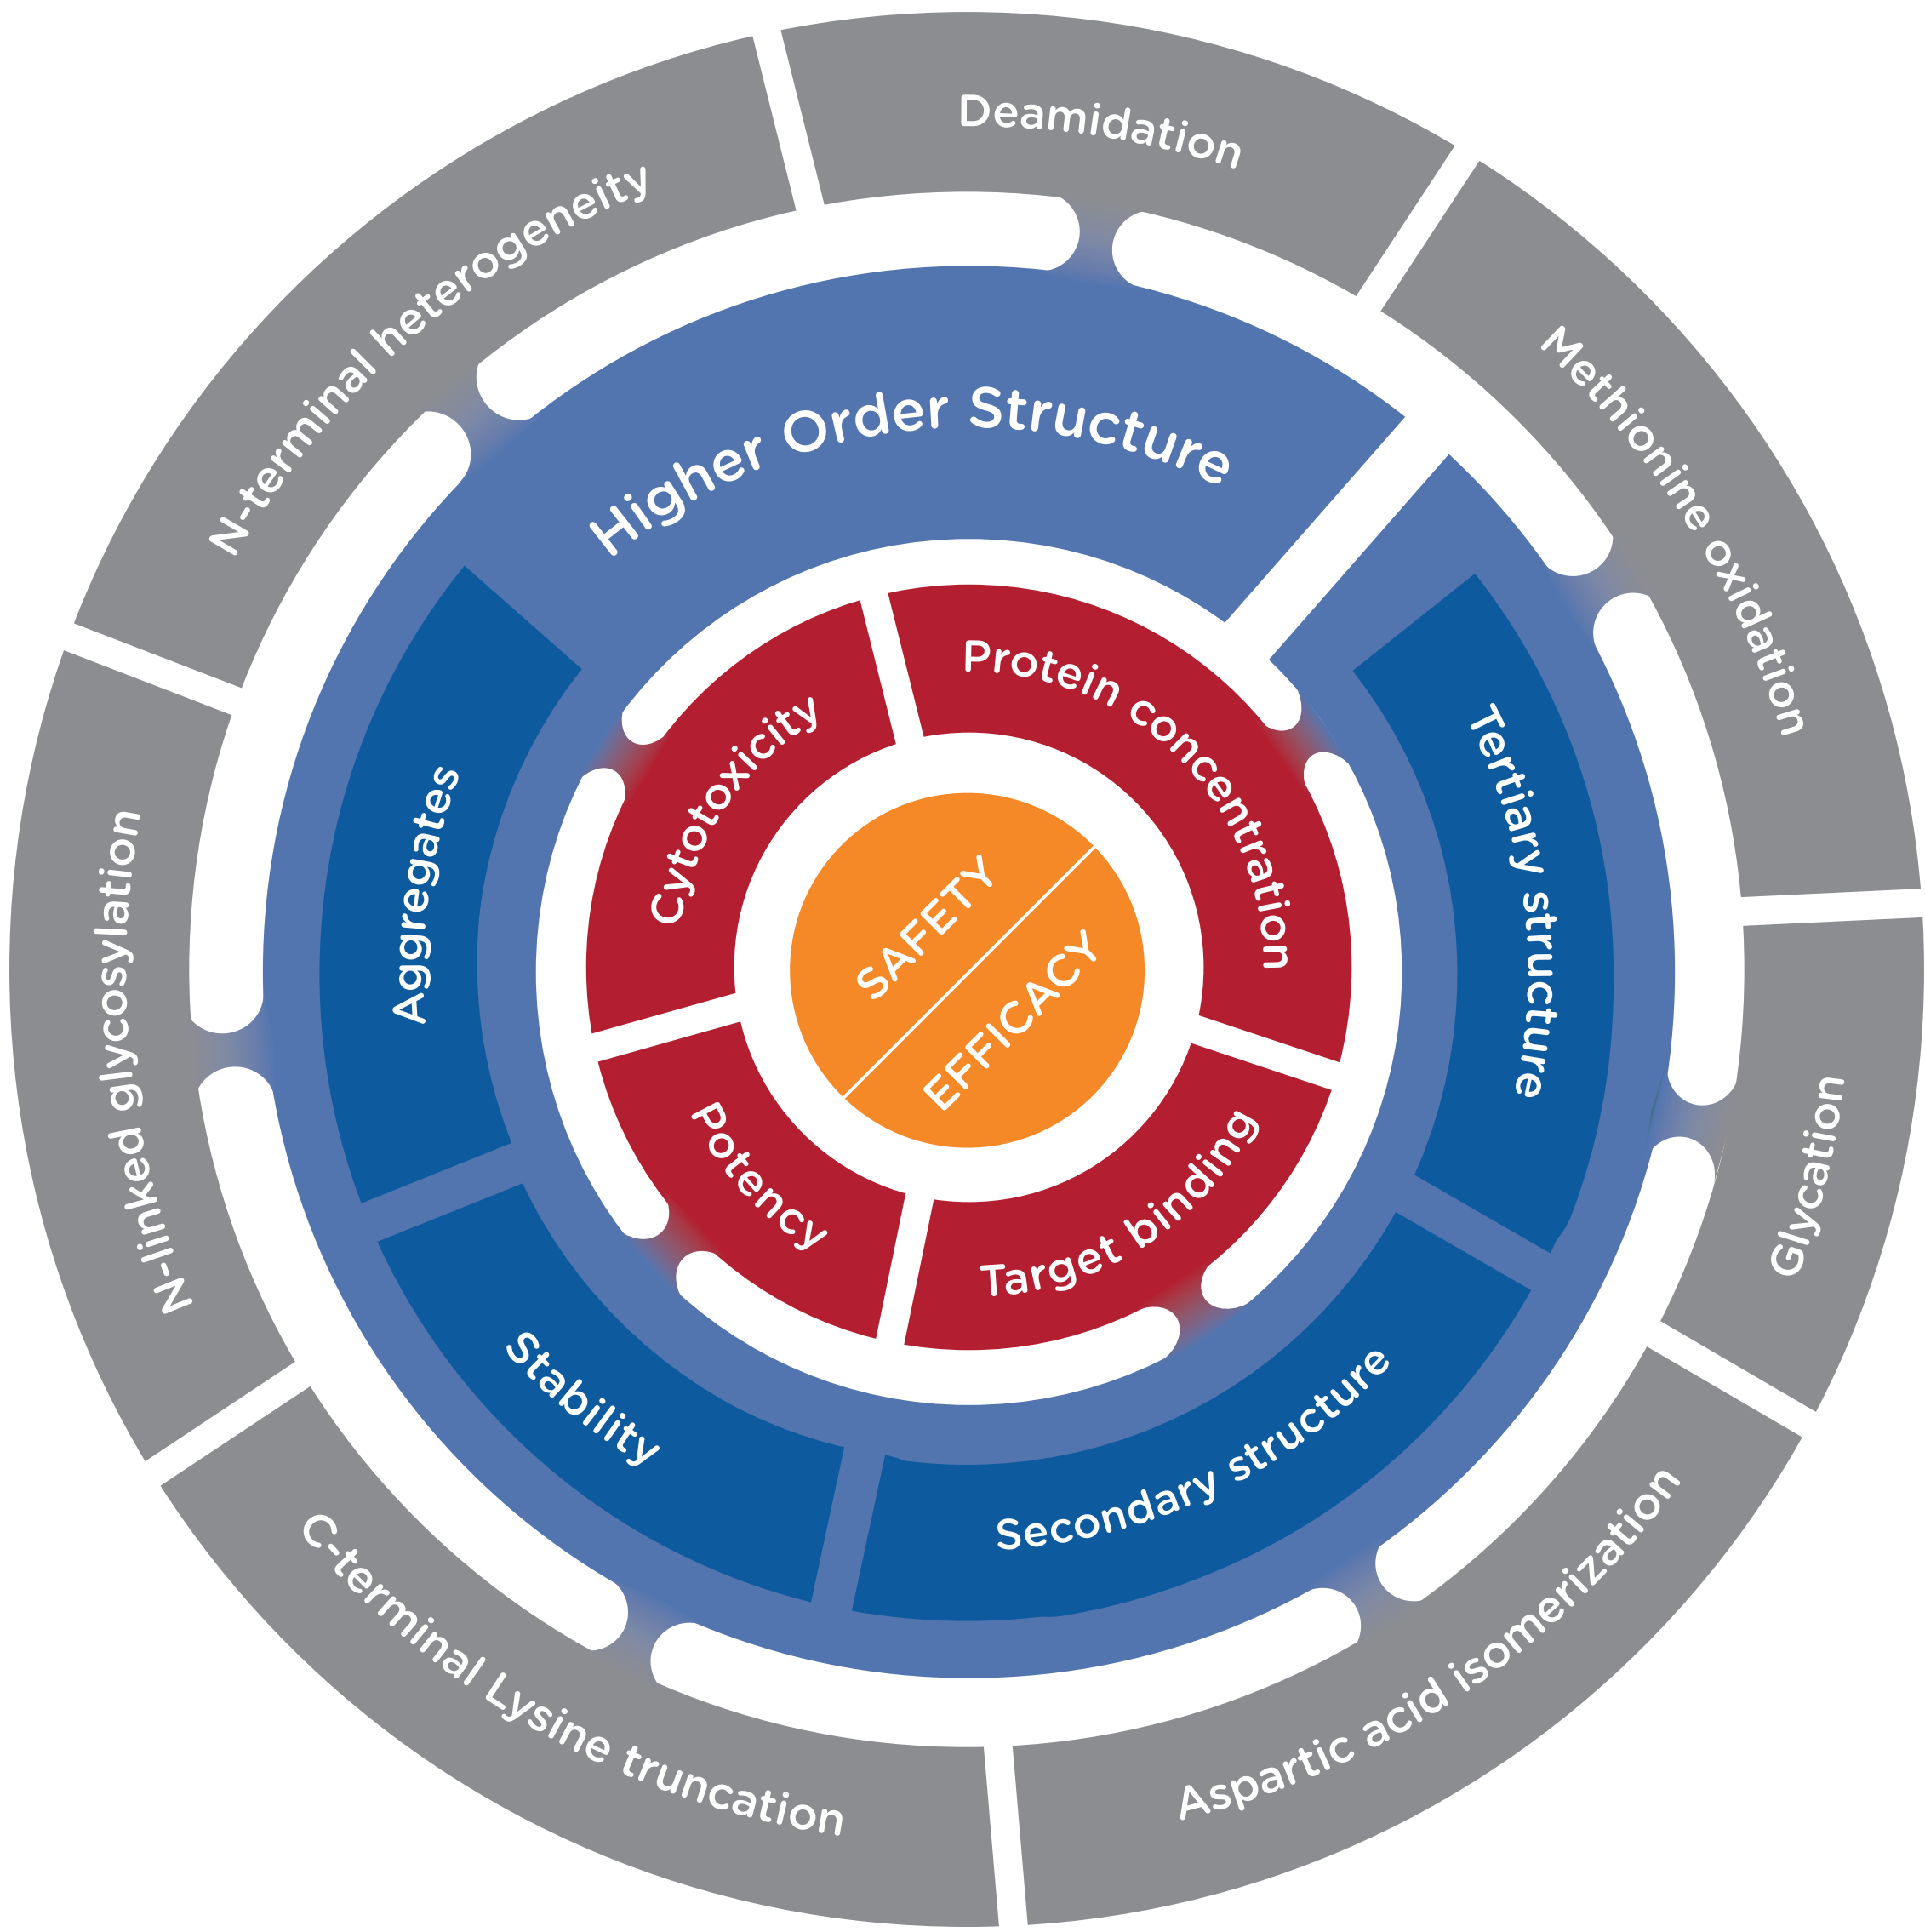 Deamidation
Methionine oxidation
Glycation
Aspartic acid isomerization
C-terminal Lysine truncation
N-linked glycosylation
N-terminal heterogeneity
Higher Order Structure
Tertiary structure
Secondary structure
Stability
Aggregates
Protein concentration
Target binding
Potency
Cytotoxicity
SAFETY
EFFICACY